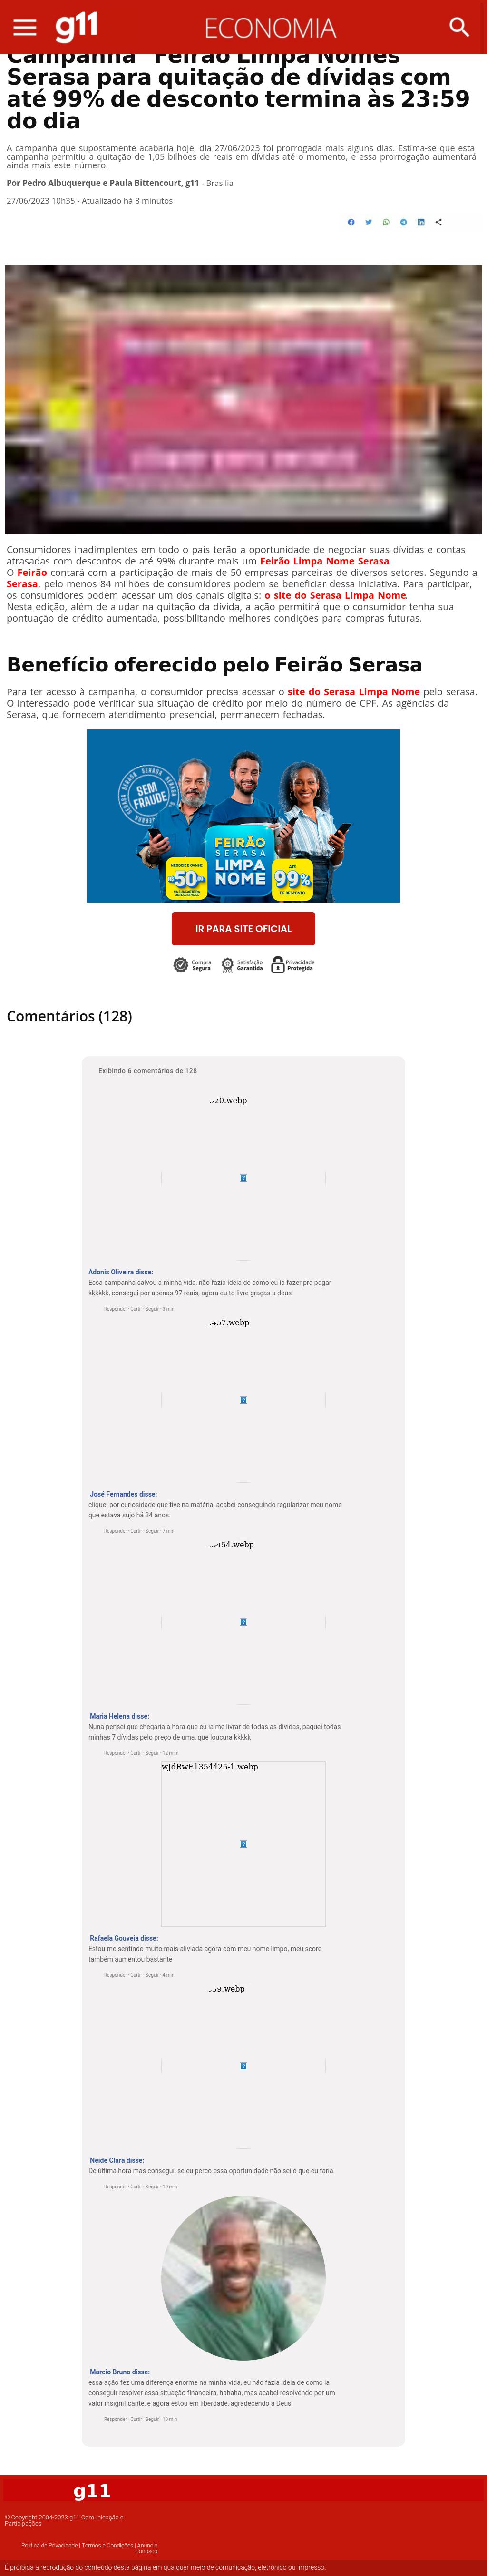 g11
ECONOMIA
Campanha "Feirão Limpa Nomes"
Serasa para quitação de dívidas com
até 99% de desconto termina às 23:59
do dia
A campanha que supostamente acabaria hoje, dia 27/06/2023 foi prorrogada mais alguns dias. Estima-se que esta
campanha permitiu a quitação de 1,05 bilhões de reais em dívidas até o momento, e essa prorrogação aumentará
ainda mais este número.
Por Pedro Albuquerque e Paula Bittencourt, g11 - Brasilia
27/06/2023 10h35 - Atualizado há 8 minutos
Consumidores inadimplentes em todo o país terão a oportunidade de negociar suas dívidas e contas
atrasadas com descontos de até 99% durante mais um Feirão Limpa Nome Serasa.
O Feirão contará com a participação de mais de 50 empresas parceiras de diversos setores. Segundo a
Serasa, pelo menos 84 milhões de consumidores podem se beneficiar dessa iniciativa. Para participar,
os consumidores podem acessar um dos canais digitais: o site do Serasa Limpa Nome.
Nesta edição, além de ajudar na quitação da dívida, a ação permitirá que o consumidor tenha sua
pontuação de crédito aumentada, possibilitando melhores condições para compras futuras.
Benefício oferecido pelo Feirão Serasa
Para ter acesso à campanha, o consumidor precisa acessar o site do Serasa Limpa Nome pelo serasa.
O interessado pode verificar sua situação de crédito por meio do número de CPF. As agências da
Serasa, que fornecem atendimento presencial, permanecem fechadas.
SEM
FRAUDE
FEIRÃO
SERASA
LIMPA
NOME
NEGOCIE E GANHE
R$50
ATÉ
99%
DE DESCONTO
IR PARA SITE OFICIAL
Compra
Segura
Satisfação
Garantida
Privacidade
Protegida
Comentários (128)
Exibindo 6 comentários de 128
520.webp
Adonis Oliveira disse:
Essa campanha salvou a minha vida, não fazia ideia de como eu ia fazer pra pagar
kkkkkk, consegui por apenas 97 reais, agora eu to livre graças a deus
Responder · Curtir · Seguir · 3 min
457.webp
José Fernandes disse:
cliquei por curiosidade que tive na matéria, acabei conseguindo regularizar meu nome
que estava sujo há 34 anos.
Responder · Curtir · Seguir · 7 min
3454.webp
Maria Helena disse:
Nunca pensei que chegaria a hora que eu ia me livrar de todas as dívidas, paguei todas
minhas 7 dívidas pelo preço de uma, que loucura kkkkk
Responder · Curtir · Seguir · 12 mim
wJdRwE1354425-1.webp
Rafaela Gouveia disse:
Estou me sentindo muito mais aliviada agora com meu nome limpo, meu score
também aumentou bastante
Responder · Curtir · Seguir · 4 min
39.webp
Neide Clara disse:
De última hora mas consegui, se eu perco essa oportunidade não sei o que eu faria.
Responder · Curtir · Seguir · 10 min
Marcio Bruno disse:
essa ação fez uma diferença enorme na minha vida, eu não fazia ideia de como ia
conseguir resolver essa situação financeira, hahaha, mas acabei resolvendo por um
valor insignificante, e agora estou em liberdade, agradecendo a Deus.
Responder · Curtir · Seguir · 10 min
g11
© Copyright 2004-2023 g11 Comunicação e
Participações
Política de Privacidade | Termos e Condições | Anuncie
Conosco
É proibida a reprodução do conteúdo desta página em qualquer meio de comunicação, eletrônico ou impresso.